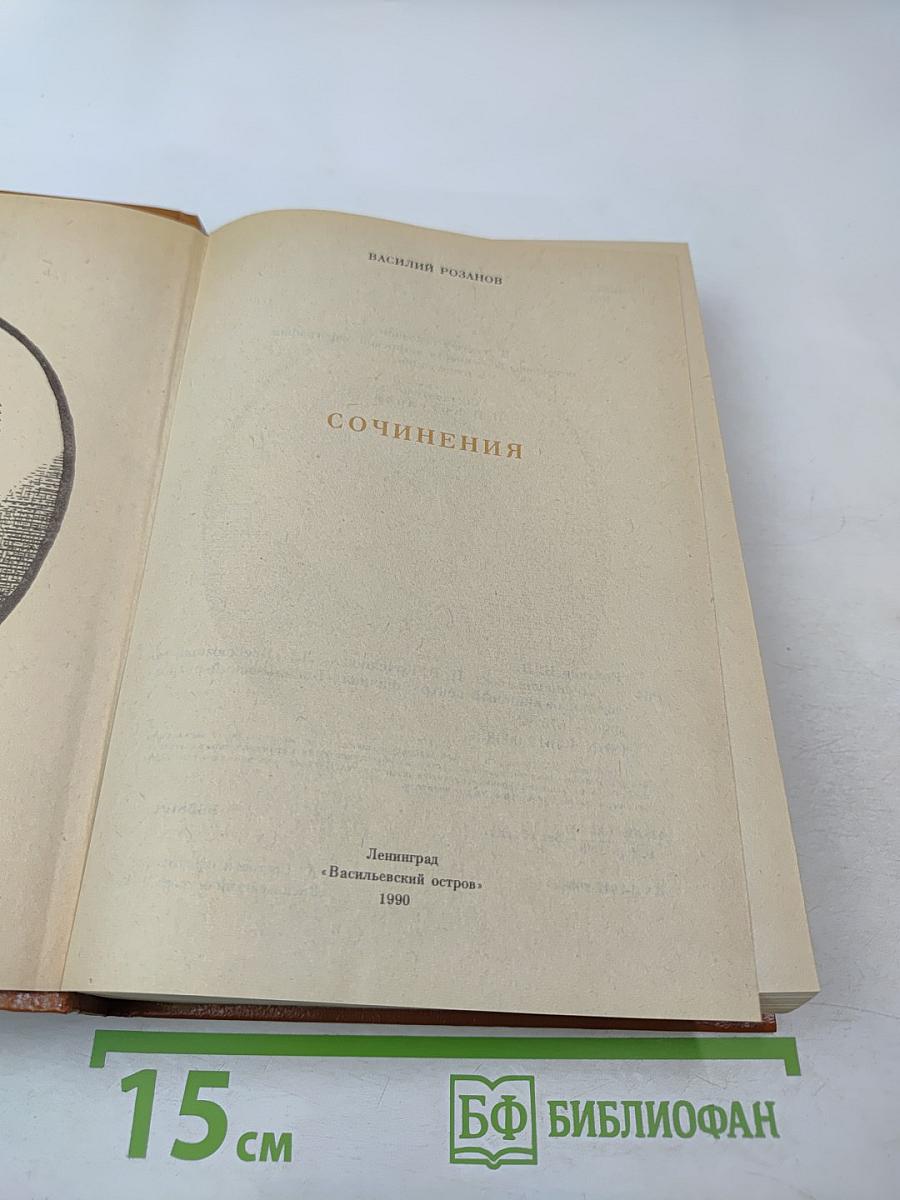 ВАСИЛИЙ РОЗАНОВ
СОЧИНЕНИЯ
Ленинград
«Васильевский остров»
1990
15 см
БФ БИБЛИОФАН